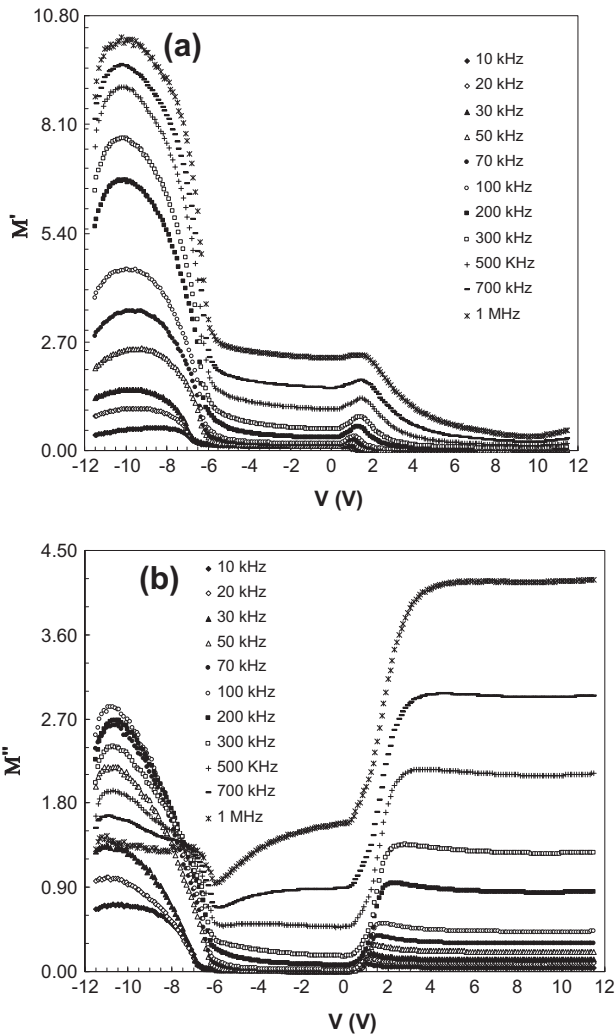 (a)
10.80
8.10
5.40
2.70
0.00
M'
10 kHz
20 kHz
30 kHz
50 kHz
70 kHz
100 kHz
200 kHz
300 kHz
500 KHz
700 kHz
1 MHz
-12 -10 -8 -6 -4 -2 0 2 4 6 8 10 12
V (V)
(b)
4.50
3.60
2.70
1.80
0.90
0.00
M"
10 kHz
20 kHz
30 kHz
50 kHz
70 kHz
100 kHz
200 kHz
300 kHz
500 KHz
700 kHz
1 MHz
-12 -10 -8 -6 -4 -2 0 2 4 6 8 10 12
V (V)